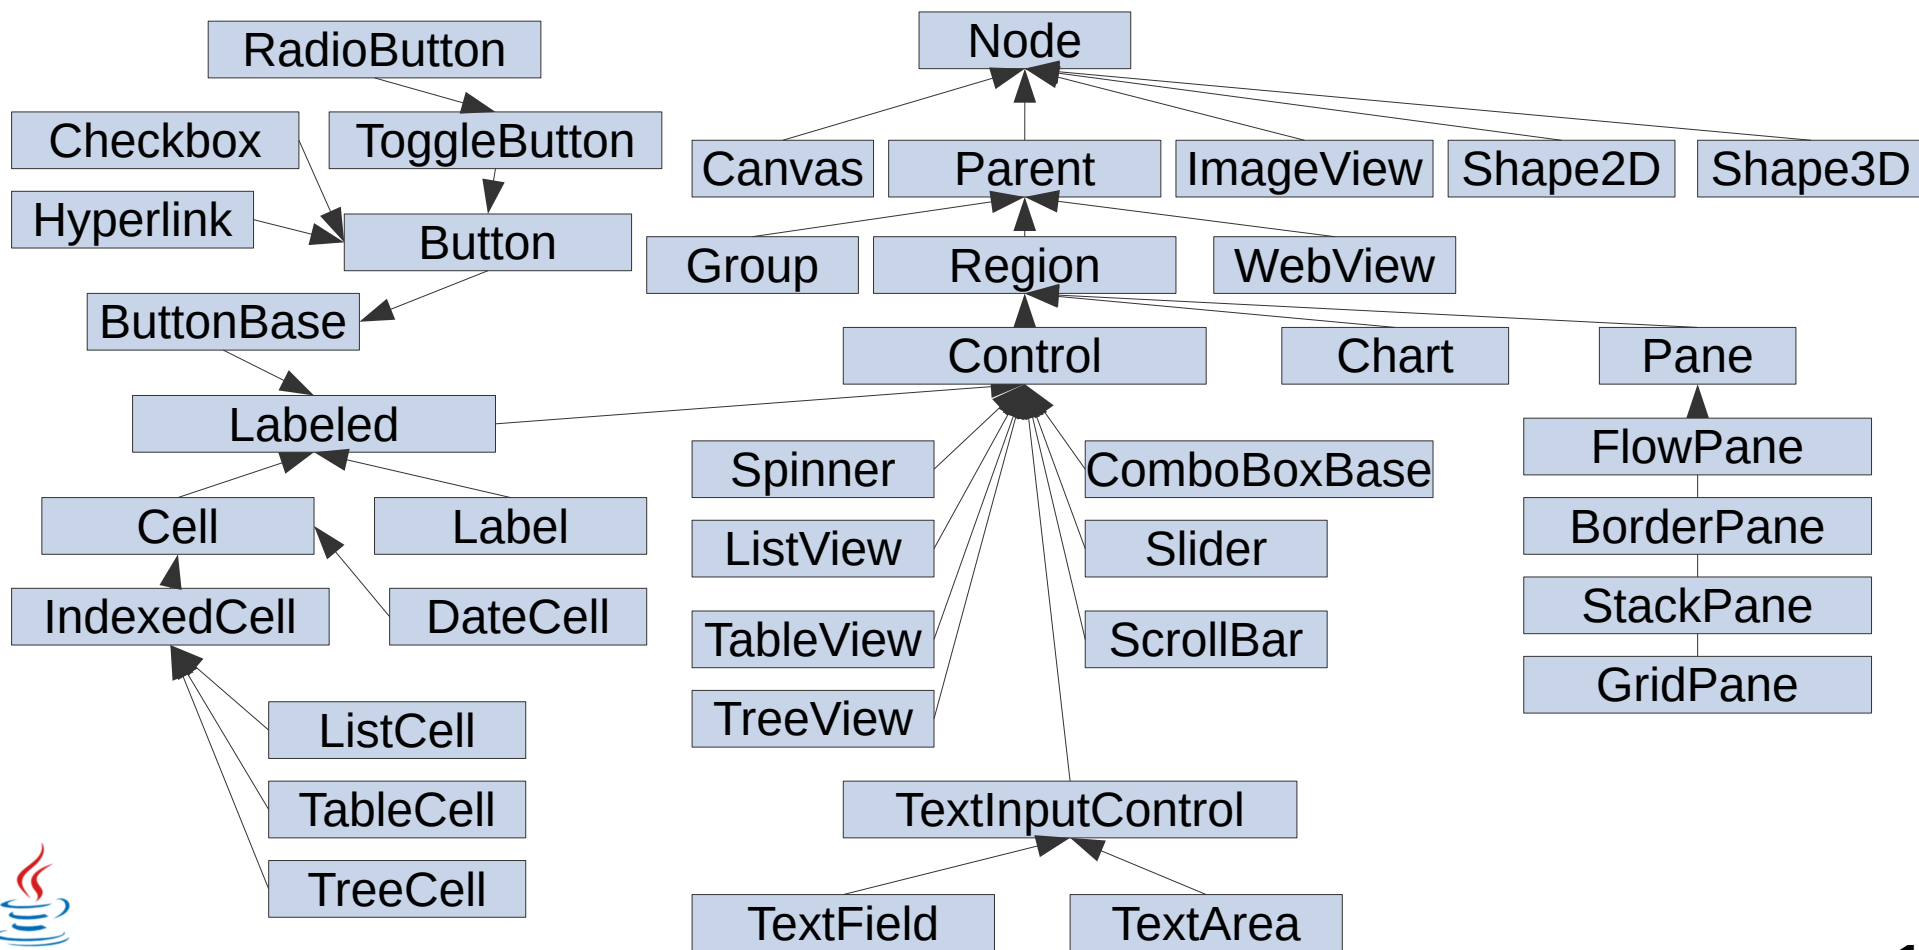 RadioButton
Node
Checkbox
ToggleButton
Canvas
Parent
ImageView
Shape2D
Shape3D
Hyperlink
Button
Group
Region
WebView
ButtonBase
Control
Chart
Pane
Labeled
FlowPane
Spinner
ComboBoxBase
Cell
Label
ListView
Slider
BorderPane
IndexedCell
DateCell
TableView
ScrollBar
StackPane
GridPane
ListCell
TreeView
TableCell
TextInputControl
TreeCell
TextField
TextArea